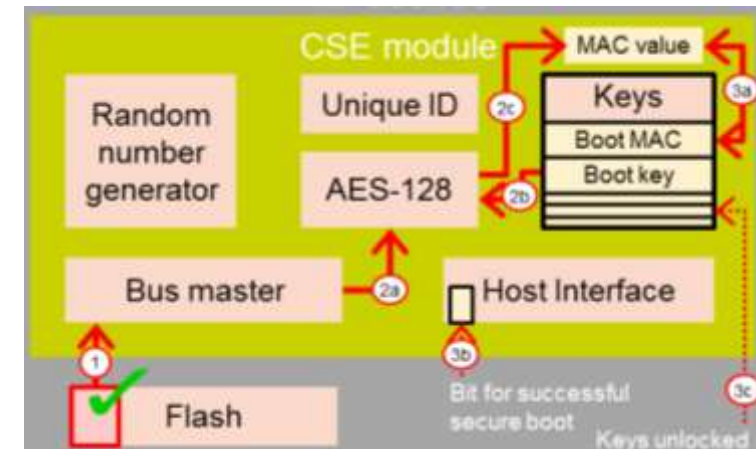 CSE module
MAC value
Random
number
generator
Unique ID
2c
Keys
3a
Boot MAC
Boot key
AES-128
2b
Bus master
2a
Host Interface
1
3b
Flash
Bit for successful
secure boot
3c
Keys unlocked